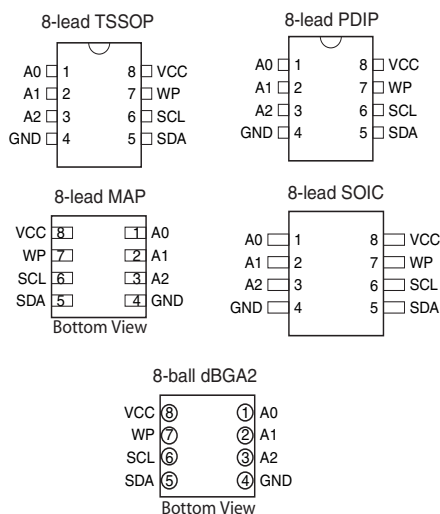 8-lead TSSOP
A0 1 8 VCC
A1 2 7 WP
A2 3 6 SCL
GND 4 5 SDA
8-lead PDIP
A0 1 8 VCC
A1 2 7 WP
A2 3 6 SCL
GND 4 5 SDA
8-lead MAP
VCC 8 1 A0
WP 7 2 A1
SCL 6 3 A2
SDA 5 4 GND
Bottom View
8-lead SOIC
A0 1 8 VCC
A1 2 7 WP
A2 3 6 SCL
GND 4 5 SDA
8-ball dBGA2
VCC 8 1 A0
WP 7 2 A1
SCL 6 3 A2
SDA 5 4 GND
Bottom View